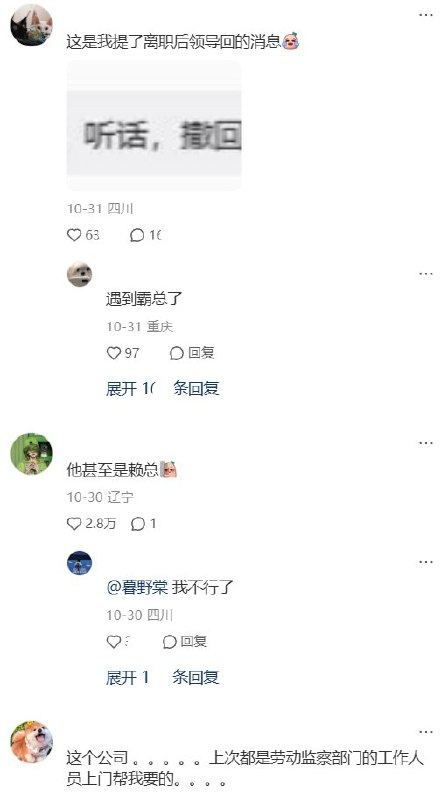 这是我提了离职后领导回的消息
听话，撤回
10-31 四川
63
遇到霸总了
10-31 重庆
97 回复
展开 条回复
他甚至是赖总
10-30 辽宁
2.8万 1
@暮野棠 我不行了
10-30 四川
回复
展开 1 条回复
这个公司 。。。。。上次都是劳动监察部门的工作人
员上门帮我要的。。。。